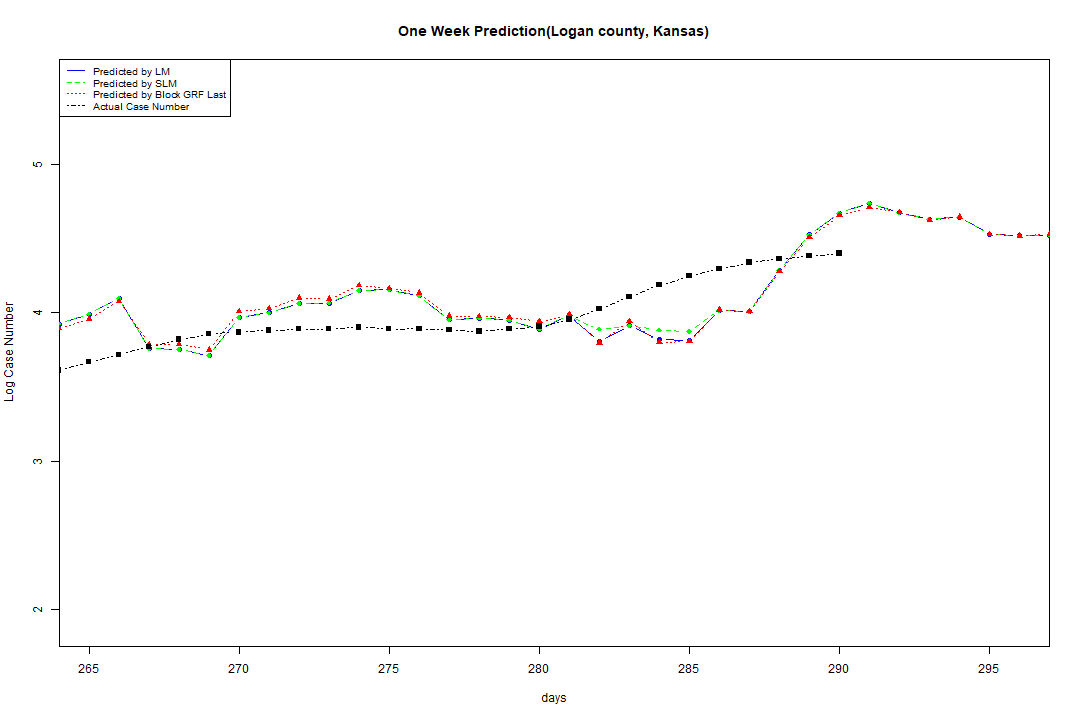 One Week Prediction(Logan county, Kansas)
Predicted by LM
Predicted by SLM
Predicted by Block GRF Last
Actual Case Number
5
4
3
2
Log Case Number
265 270 275 280 285 290 295
days